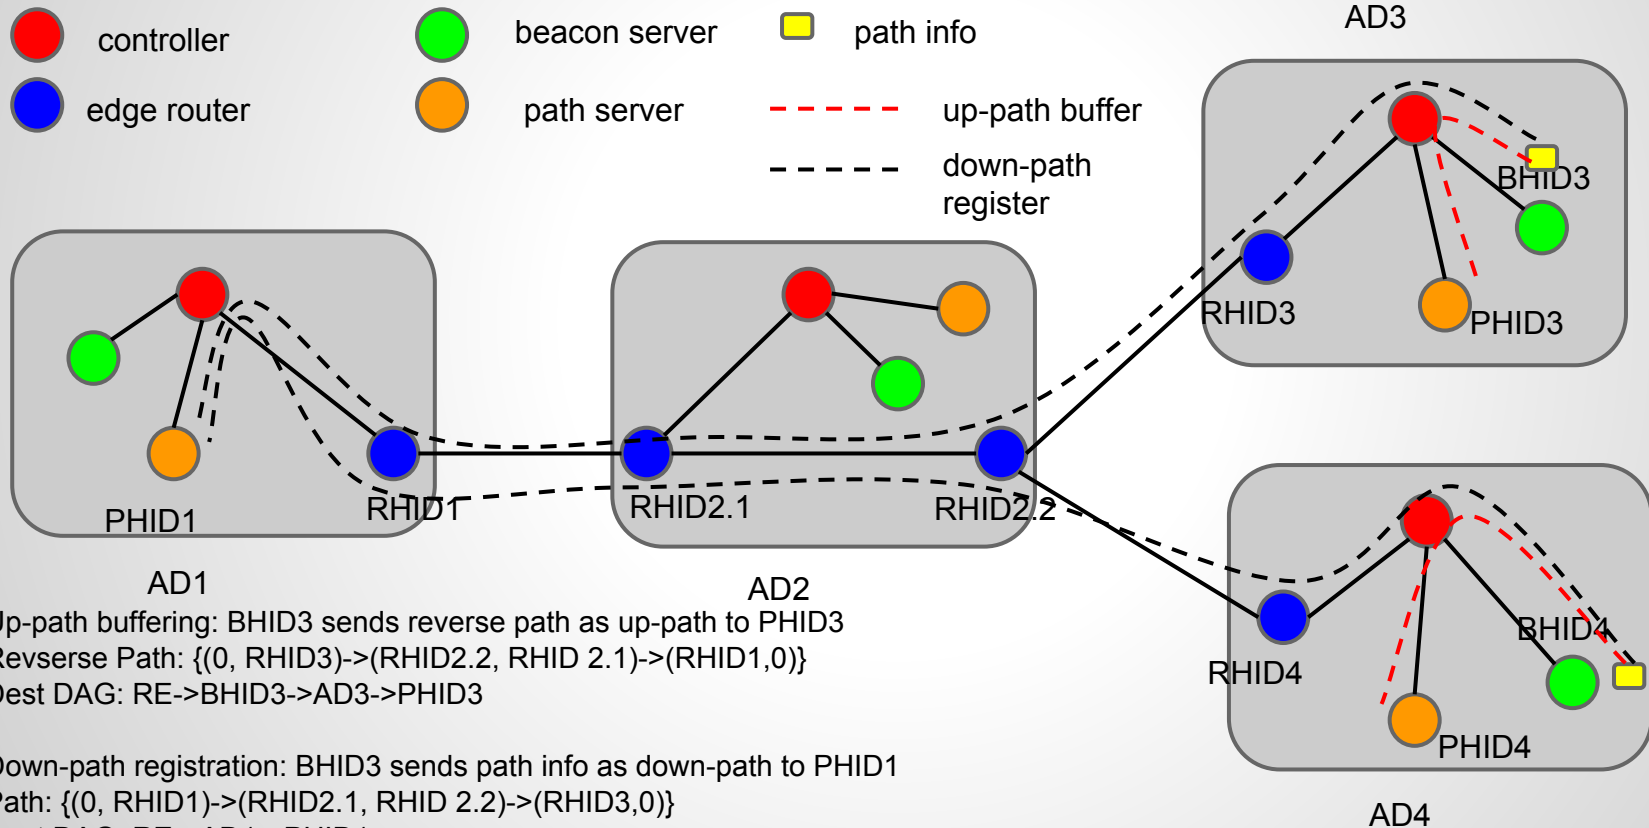 controller
beacon server
path info
edge router
path server
up-path buffer
down-path
register
AD3
BHID3
RHID3
PHID3
PHID1
RHID1
RHID2.1
RHID2.2
AD1
AD2
BHID4
RHID4
PHID4
AD4
Up-path buffering: BHID3 sends reverse path as up-path to PHID3
Revserse Path: {(0, RHID3)->(RHID2.2, RHID 2.1)->(RHID1,0)}
Dest DAG: RE->BHID3->AD3->PHID3
Down-path registration: BHID3 sends path info as down-path to PHID1
Path: {(0, RHID1)->(RHID2.1, RHID 2.2)->(RHID3,0)}